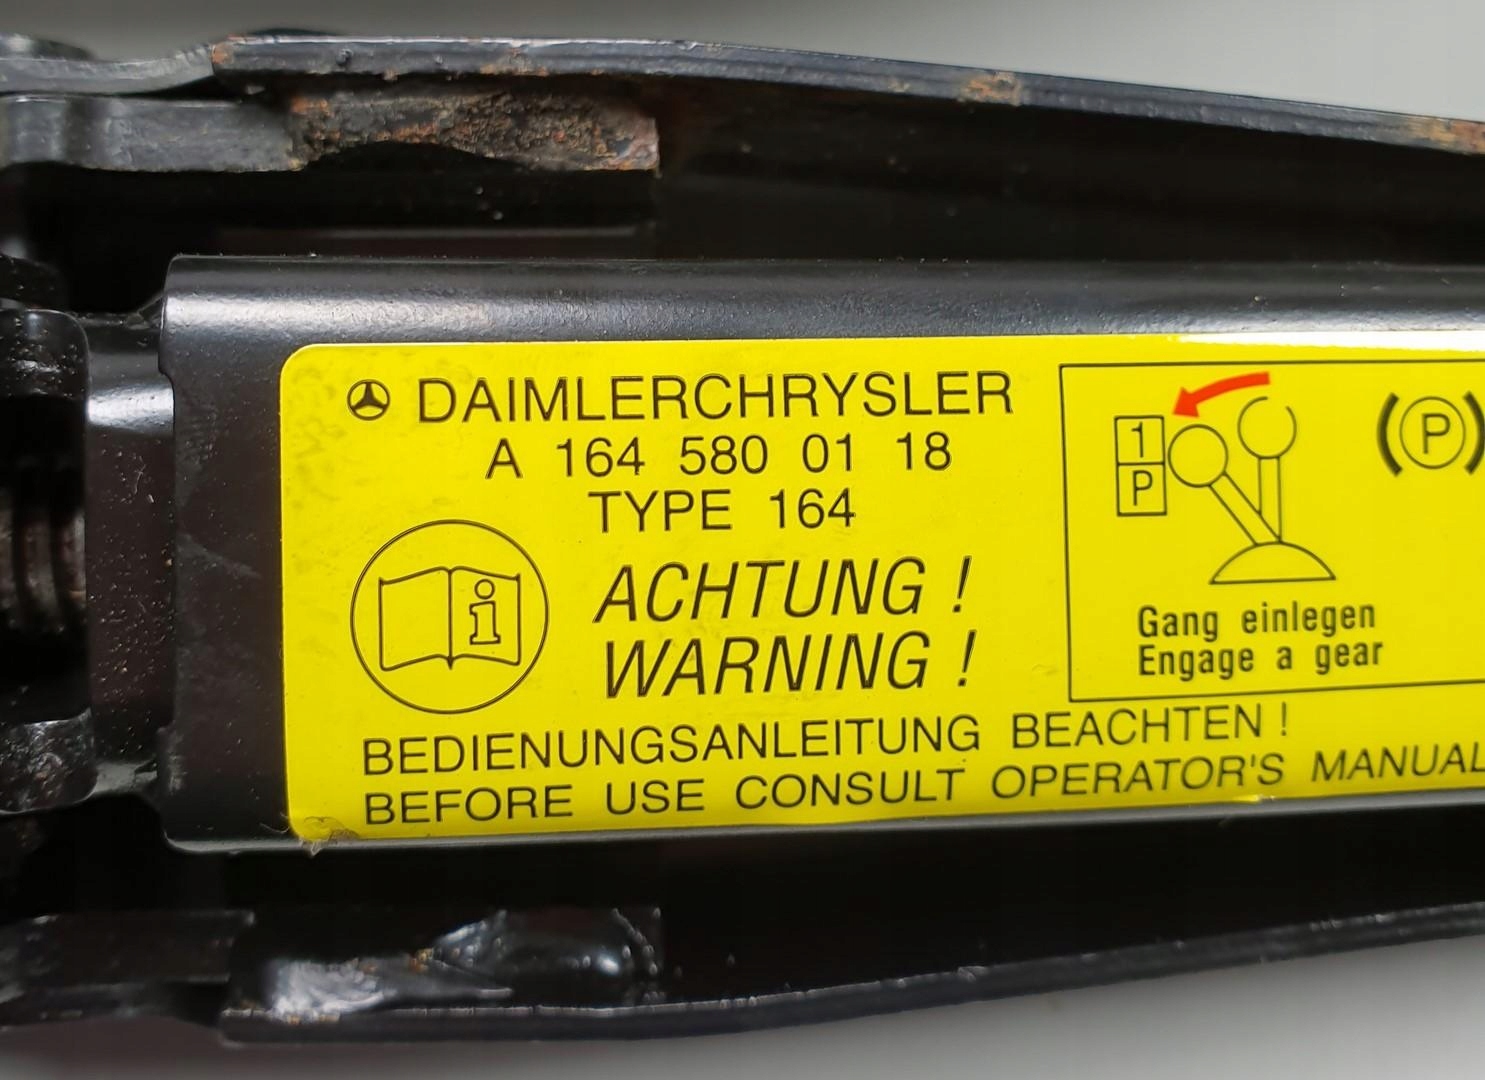 DAIMLERCHRYSLER
A 164 580 01 18
TYPE 164
ACHTUNG !
WARNING !
BEDIENUNGSANLEITUNG BEACHTEN !
BEFORE USE CONSULT OPERATOR'S MANUAL
1
P
(P)
Gang einlegen
Engage a gear